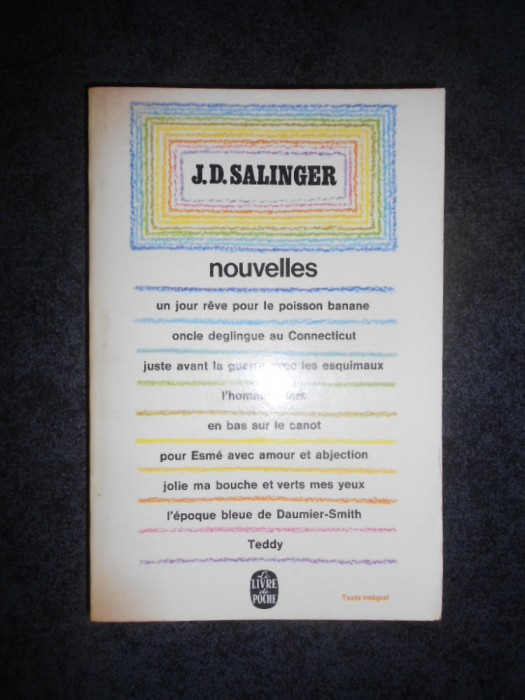 J.D. SALINGER
nouvelles
un jour rêve pour le poisson banane
oncle deglingue au Connecticut
juste avant la guerre avec les esquimaux
l'homme
en bas sur le canot
pour Esmé avec amour et abjection
jolie ma bouche et verts mes yeux
l'époque bleue de Daumier-Smith
Teddy
Le
LIVRE
de
POCHE
Texte intégral